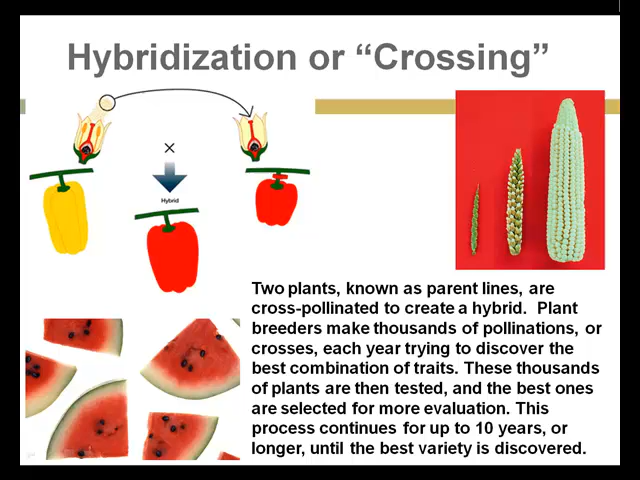 Hybridization or “Crossing”
×
Hybrid
Two plants, known as parent lines, are
cross-pollinated to create a hybrid.  Plant
breeders make thousands of pollinations, or
crosses, each year trying to discover the
best combination of traits. These thousands
of plants are then tested, and the best ones
are selected for more evaluation. This
process continues for up to 10 years, or
longer, until the best variety is discovered.